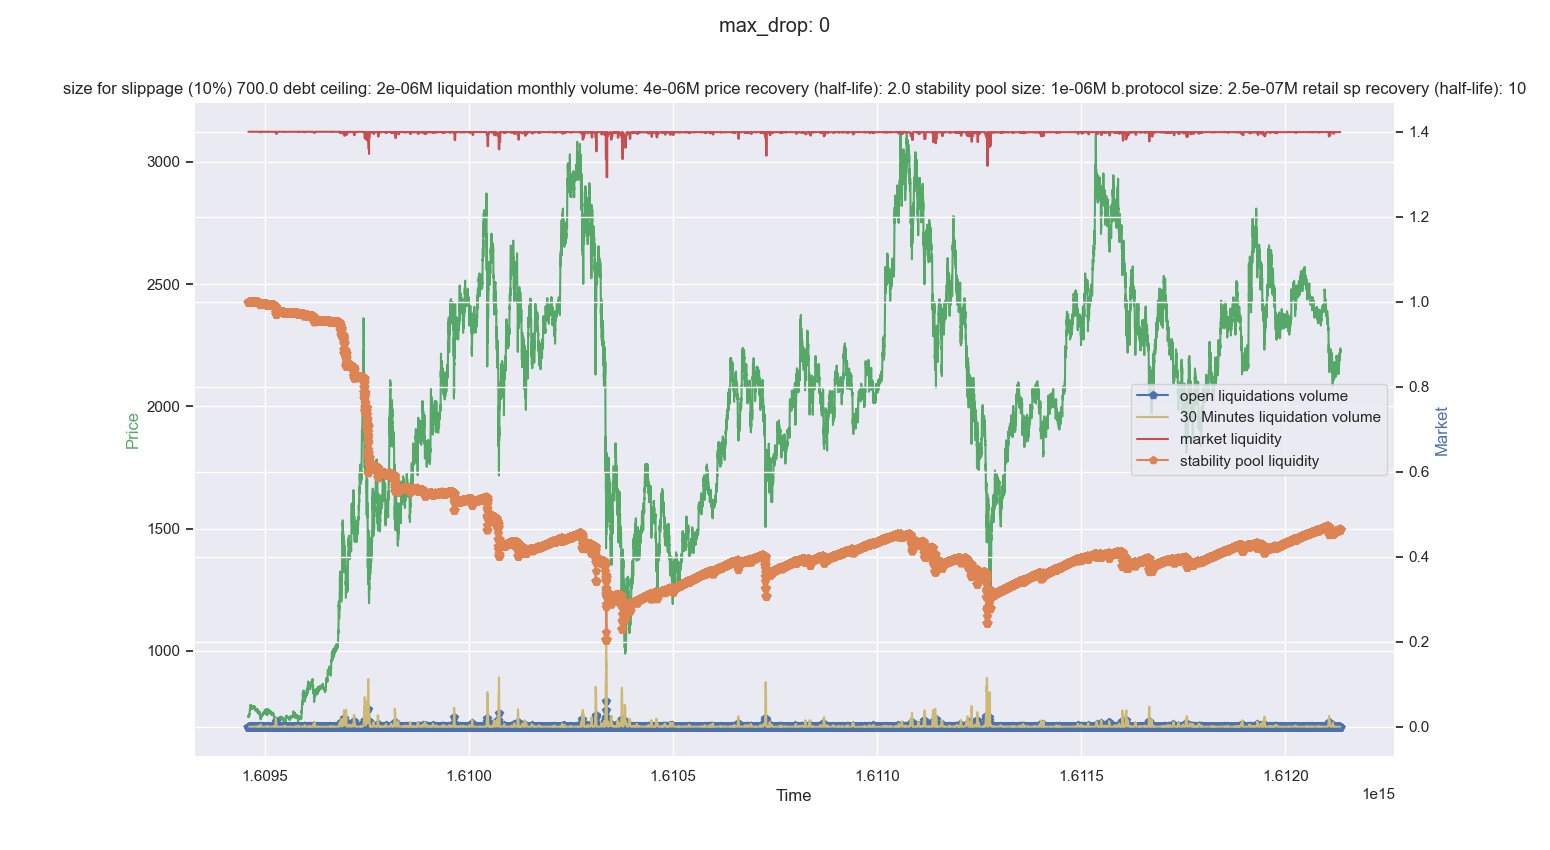 max_drop: 0
size for slippage (10%) 700.0 debt ceiling: 2e-06M liquidation monthly volume: 4e-06M price recovery (half-life): 2.0 stability pool size: 1e-06M b.protocol size: 2.5e-07M retail sp recovery (half-life): 10
3000
2500
2000
1500
1000
Price
1.4
1.2
1.0
0.8
0.6
0.4
0.2
0.0
Market
open liquidations volume
30 Minutes liquidation volume
market liquidity
stability pool liquidity
1.6095 1.6100 1.6105 1.6110 1.6115 1.6120
Time
1e15